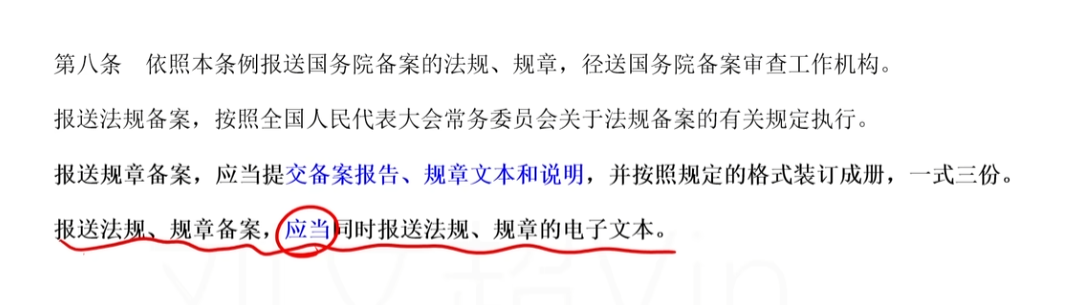 第八条　依照本条例报送国务院备案的法规、规章，径送国务院备案审查工作机构。
报送法规备案，按照全国人民代表大会常务委员会关于法规备案的有关规定执行。
报送规章备案，应当提交备案报告、规章文本和说明，并按照规定的格式装订成册，一式三份。
报送法规、规章备案，应当同时报送法规、规章的电子文本。